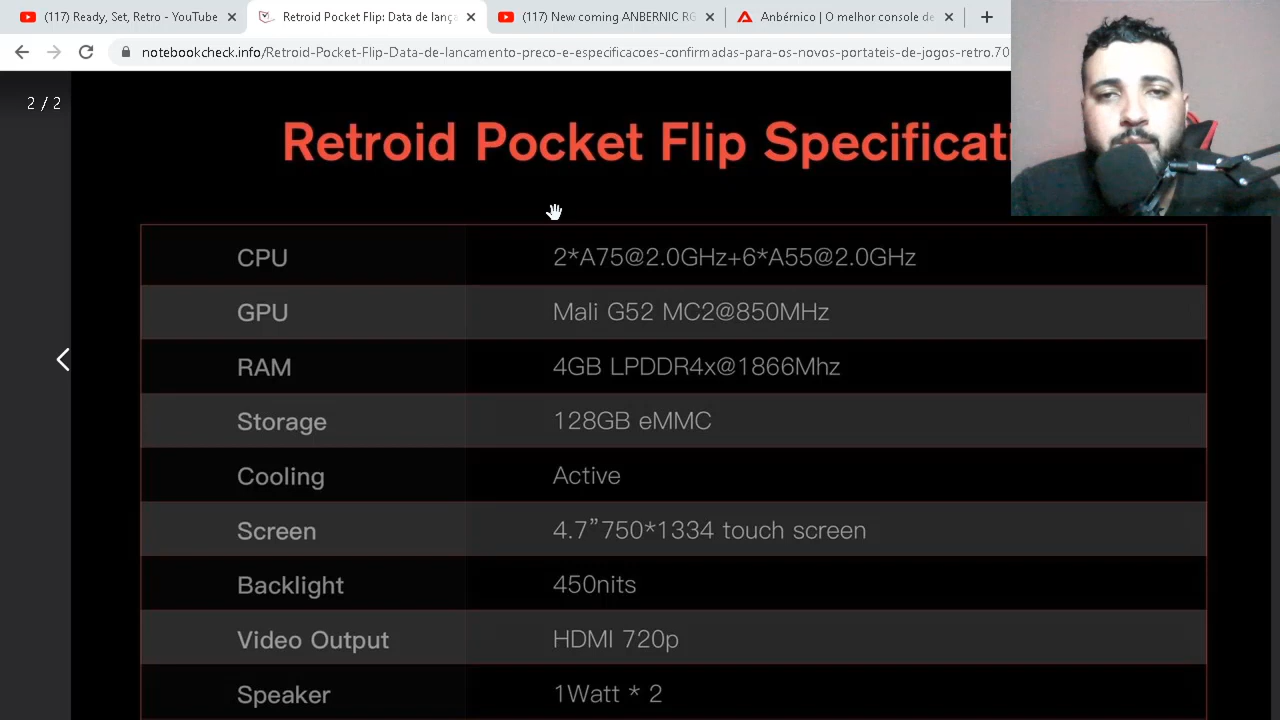 (117) Ready, Set, Retro - YouTube
Retroid Pocket Flip: Data de lança
(117) New coming ANBERNIC RG
Anbérnico | O melhor console de
notebookcheck.info/Retroid-Pocket-Flip-Data-de-lancamento-preco-e-especificacoes-confirmadas-para-os-novos-portateis-de-jogos-retro.70
2 / 2
Retroid Pocket Flip Specificati
CPU 2*A75@2.0GHz+6*A55@2.0GHz
GPU Mali G52 MC2@850MHz
RAM 4GB LPDDR4x@1866Mhz
Storage 128GB eMMC
Cooling Active
Screen 4.7”750*1334 touch screen
Backlight 450nits
Video Output HDMI 720p
Speaker 1Watt * 2